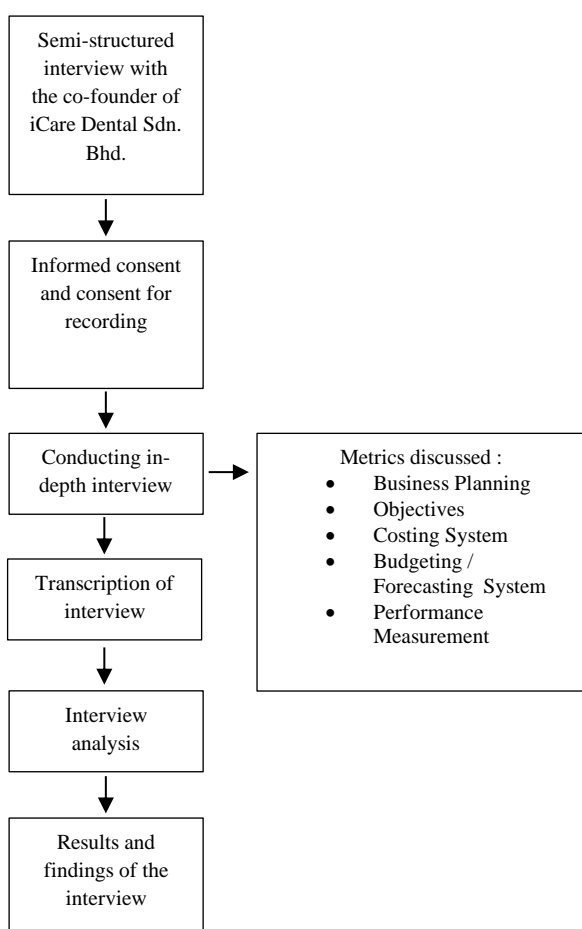 Semi-structured
interview with
the co-founder of
iCare Dental Sdn.
Bhd.
Informed consent
and consent for
recording
Conducting in-
depth interview
Metrics discussed :
• Business Planning
• Objectives
• Costing System
• Budgeting /
Forecasting System
• Performance
Measurement
Transcription of
interview
Interview
analysis
Results and
findings of the
interview